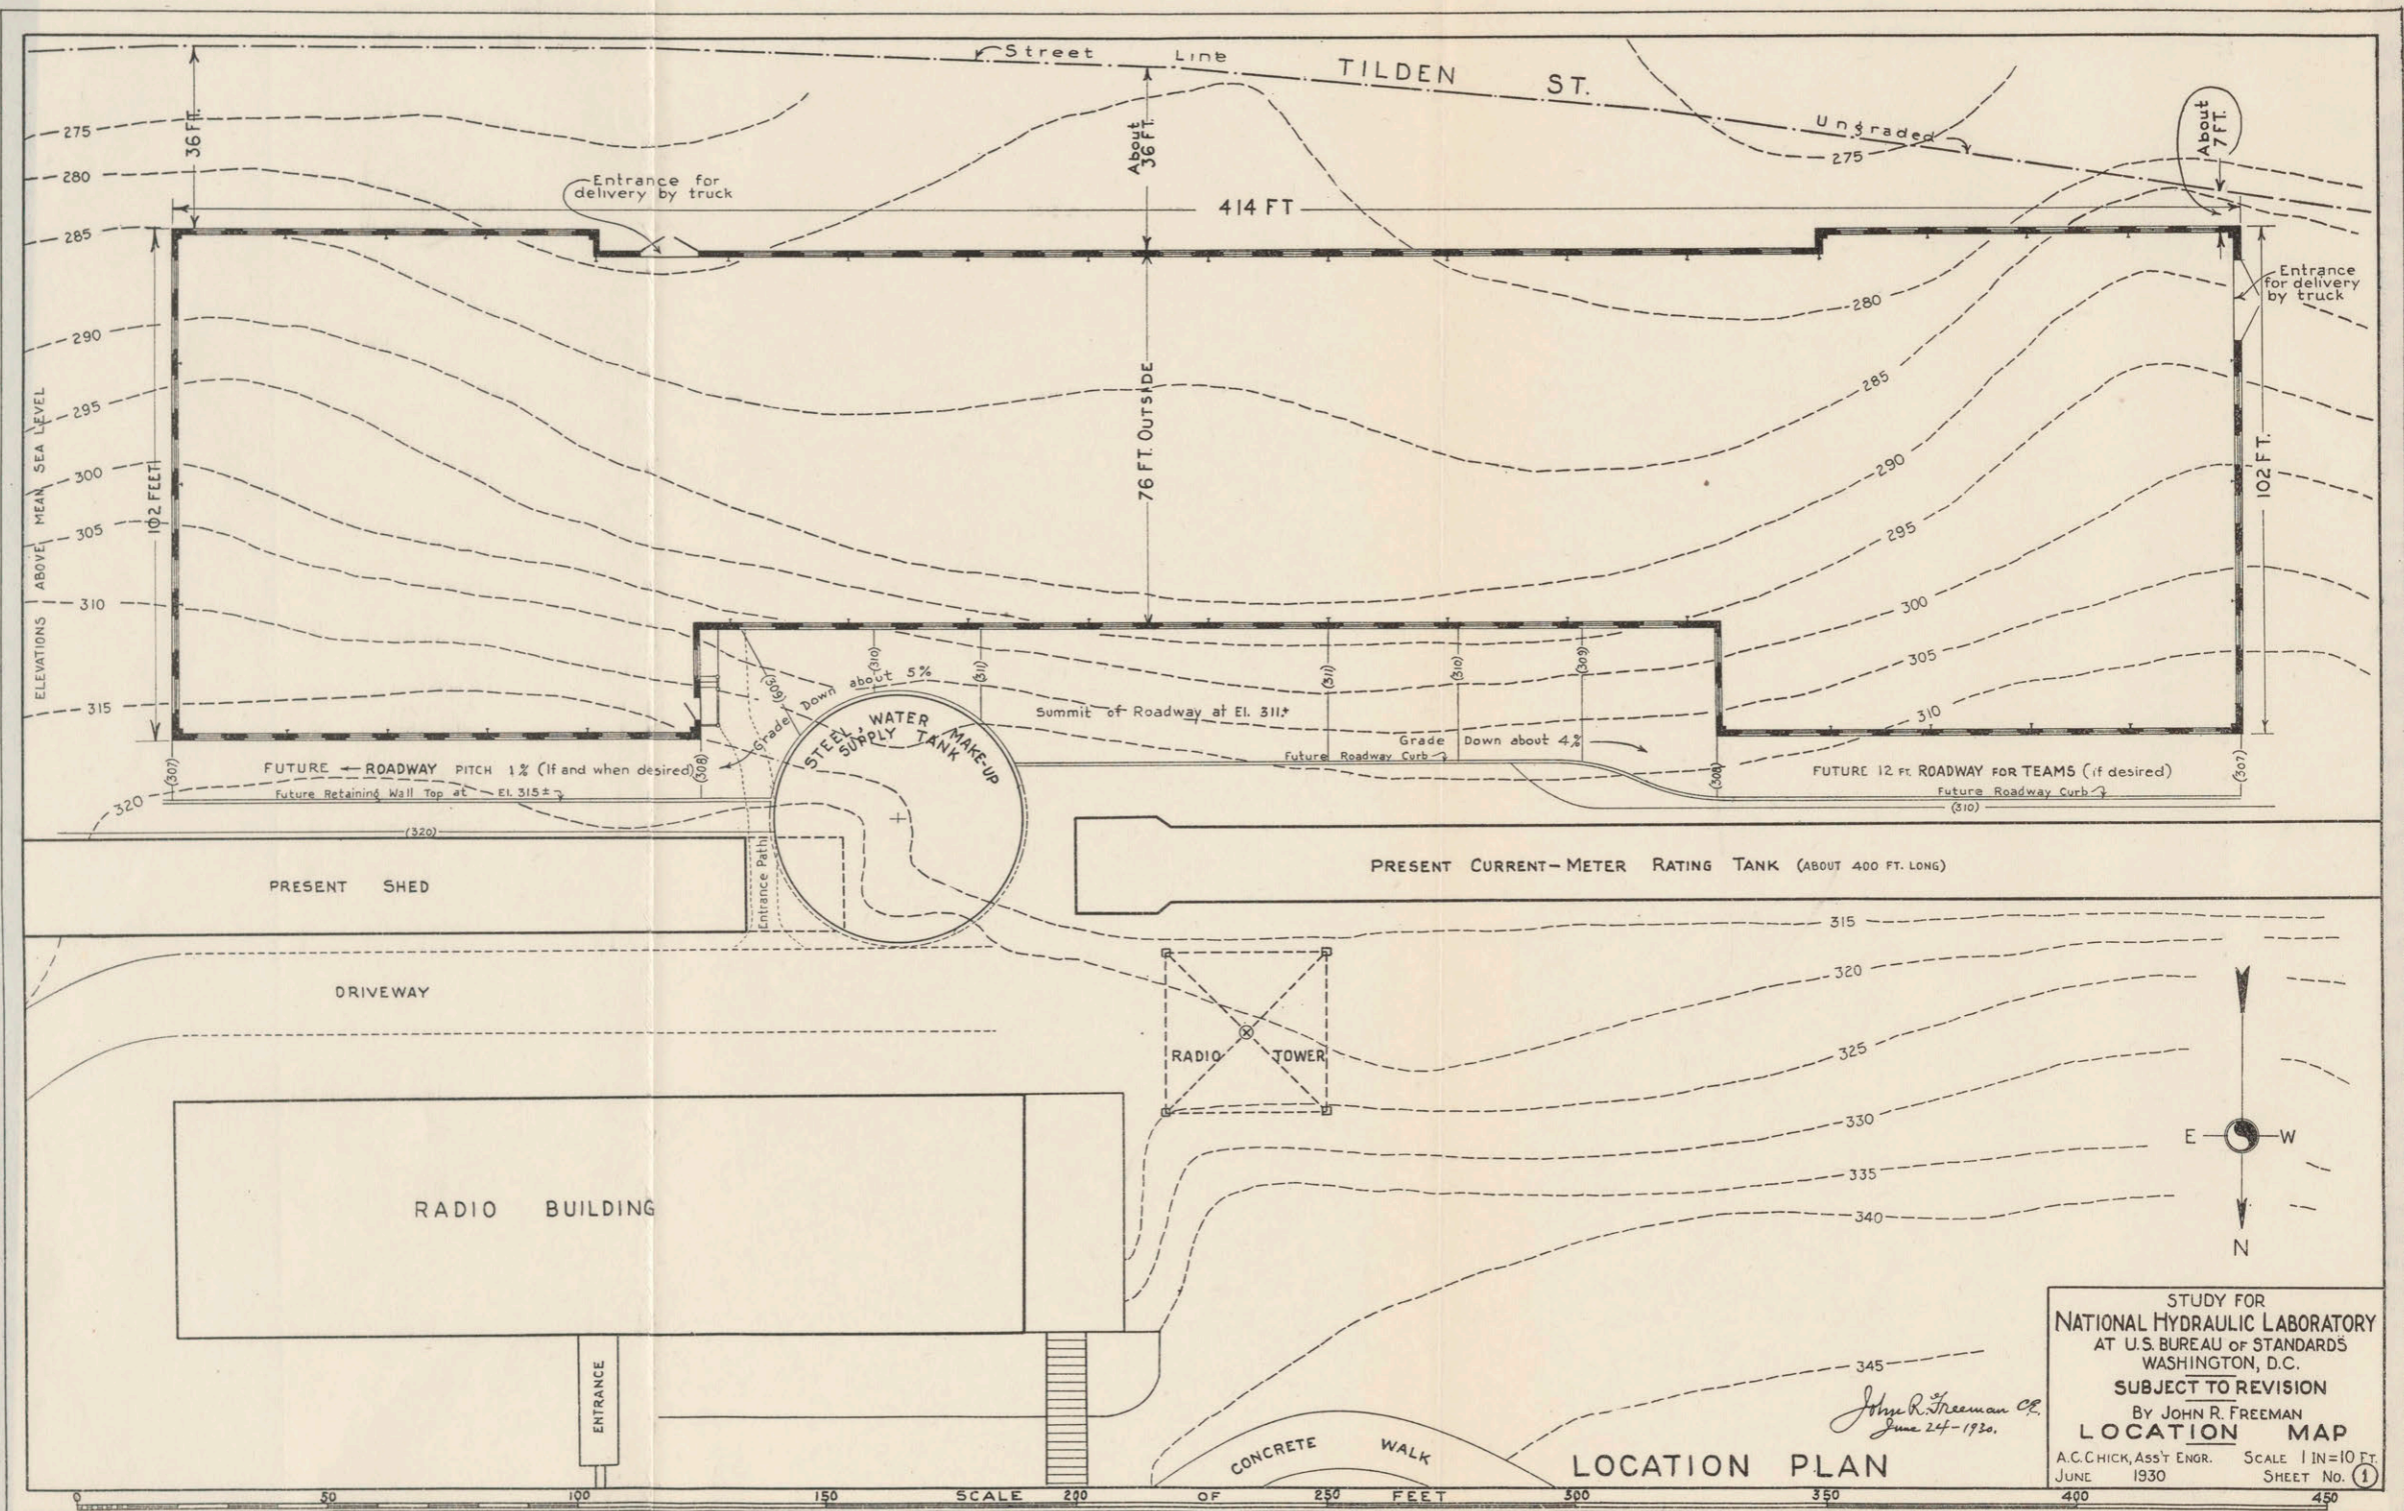 Street Line TILDEN ST.
Ungraded
36 FT.
About
36 FT.
About
7 FT.
275
275
280
Entrance for
delivery by truck
414 FT
285
Entrance
for delivery
by truck
280
290
285
295
ELEVATIONS ABOVE MEAN SEA LEVEL
300
102 FEET
76 FT. OUTSIDE
290
102 FT.
305
295
310
300
305
315
310
(309)
(310)
(311)
(311)
(310)
(309)
Grade Down about 5%
Summit of Roadway at El. 311±
Grade Down about 4%
Future Roadway Curb
STEEL WATER
SUPPLY TANK
MAKE-UP
(307)
FUTURE ROADWAY PITCH 1% (If and when desired)
(308)
(308)
FUTURE 12 FT. ROADWAY FOR TEAMS (if desired)
(307)
Future Retaining Wall Top at El. 315±
Future Roadway Curb
(310)
320
(320)
PRESENT SHED
Entrance Path
PRESENT CURRENT-METER RATING TANK (ABOUT 400 FT. LONG)
315
320
DRIVEWAY
325
RADIO TOWER
330
335
340
345
E W
N
RADIO BUILDING
ENTRANCE
CONCRETE WALK
LOCATION PLAN
John R. Freeman C.E.
June 24-1930.
STUDY FOR
NATIONAL HYDRAULIC LABORATORY
AT U.S. BUREAU OF STANDARDS
WASHINGTON, D.C.
SUBJECT TO REVISION
BY JOHN R. FREEMAN
LOCATION MAP
A.C. CHICK, ASS'T ENGR. SCALE 1 IN=10 FT.
JUNE 1930 SHEET NO. 1
0 50 100 150 SCALE 200 OF 250 FEET 300 350 400 450